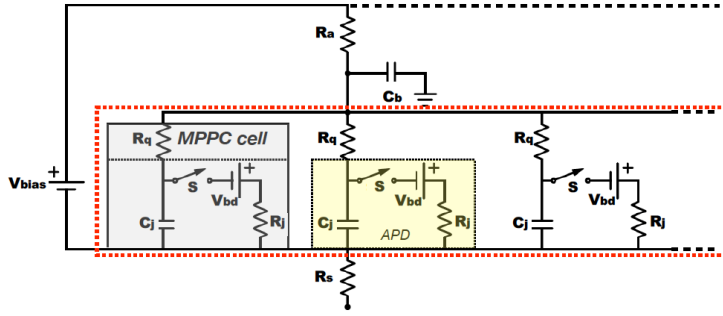 Ra
Cb
Rq MPPC cell Rq Rq
Vbias + + + +
S S S
Vbd Vbd Vbd
Cj Rj Cj Rj Cj Rj
APD
Rs